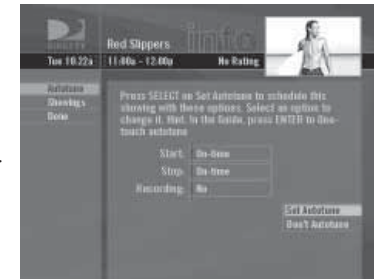 DIRECTV
info
Red Slippers
Tue 10:22a 11:00a - 12:00p No Rating
Autotune
Showings
Done
Press SELECT on Set Autotune to schedule this
showing with these options. Select an option to
change it. Hint. In the Guide, press ENTER to One-
touch autotune
Start: On-time
Stop: On-time
Recording: No
Set Autotune
Don't Autotune